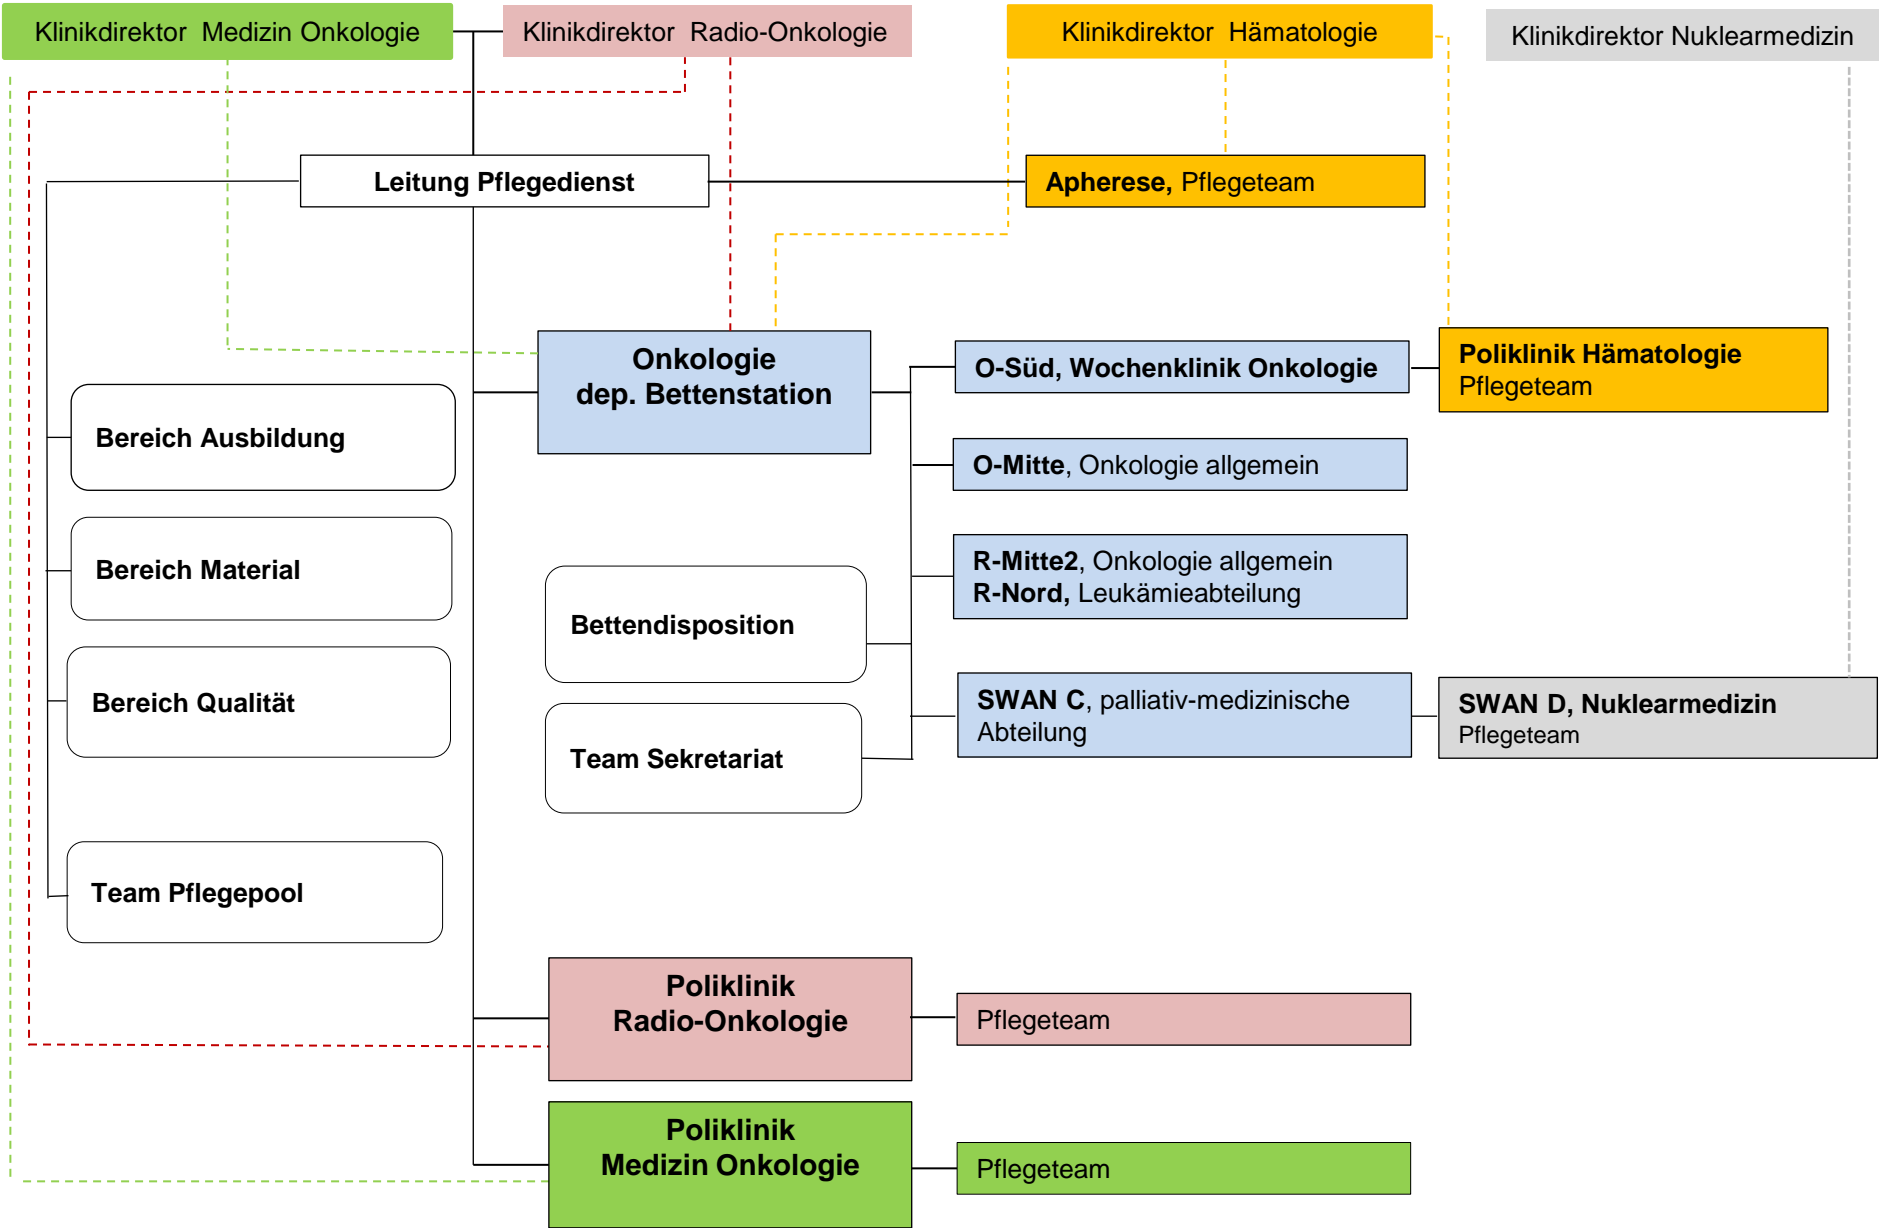 Klinikdirektor  Medizin Onkologie
Klinikdirektor  Radio-Onkologie
Klinikdirektor  Hämatologie
Klinikdirektor Nuklearmedizin
Leitung Pflegedienst
Apherese, Pflegeteam
Onkologie
dep. Bettenstation
O-Süd, Wochenklinik Onkologie
Poliklinik Hämatologie
Pflegeteam
Bereich Ausbildung
O-Mitte, Onkologie allgemein
Bereich Material
R-Mitte2, Onkologie allgemein
R-Nord, Leukämieabteilung
Bettendisposition
Bereich Qualität
SWAN C, palliativ-medizinische
Abteilung
SWAN D, Nuklearmedizin
Pflegeteam
Team Sekretariat
Team Pflegepool
Poliklinik
Radio-Onkologie
Pflegeteam
Poliklinik
Medizin Onkologie
Pflegeteam